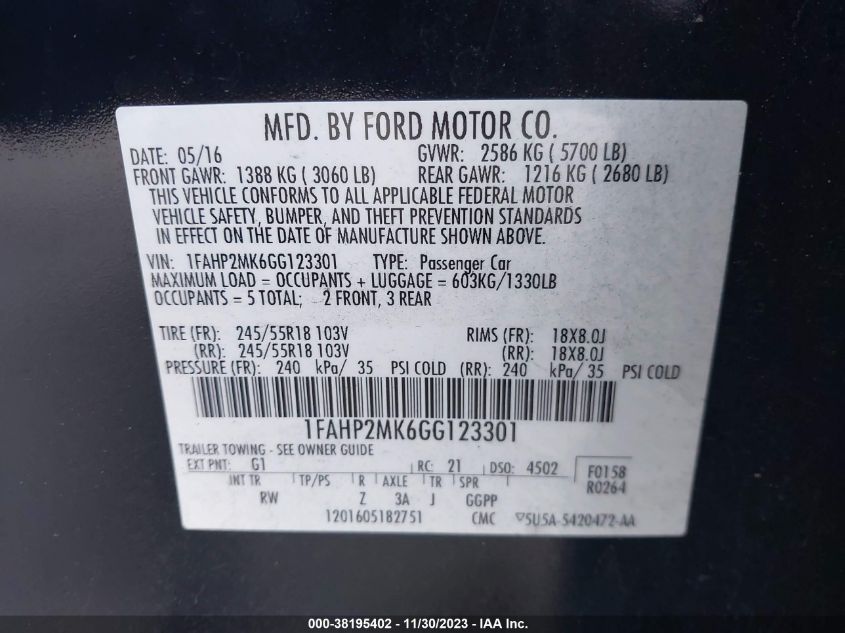 MFD. BY FORD MOTOR CO.
DATE: 05/16 GVWR: 2586 KG ( 5700 LB)
FRONT GAWR: 1388 KG ( 3060 LB) REAR GAWR: 1216 KG ( 2680 LB)
THIS VEHICLE CONFORMS TO ALL APPLICABLE FEDERAL MOTOR
VEHICLE SAFETY, BUMPER, AND THEFT PREVENTION STANDARDS
IN EFFECT ON THE DATE OF MANUFACTURE SHOWN ABOVE.
VIN: 1FAHP2MK6GG123301 TYPE: Passenger Car
MAXIMUM LOAD = OCCUPANTS + LUGGAGE = 603KG/1330LB
OCCUPANTS = 5 TOTAL; 2 FRONT, 3 REAR
TIRE (FR): 245/55R18 103V RIMS (FR): 18X8.0J
(RR): 245/55R18 103V (RR): 18X8.0J
PRESSURE (FR): 240 kPa/ 35 PSI COLD (RR): 240 kPa/ 35 PSI COLD
1FAHP2MK6GG123301
TRAILER TOWING - SEE OWNER GUIDE
EXT PNT: G1 RC: 21 DSO: 4502 F0158
INT TR TP/PS R AXLE TR SPR R0264
RW Z 3A J GGPP
1201605182751 CMC ▽5U5A-5420472-AA
000-38195402 - 11/30/2023 - IAA Inc.